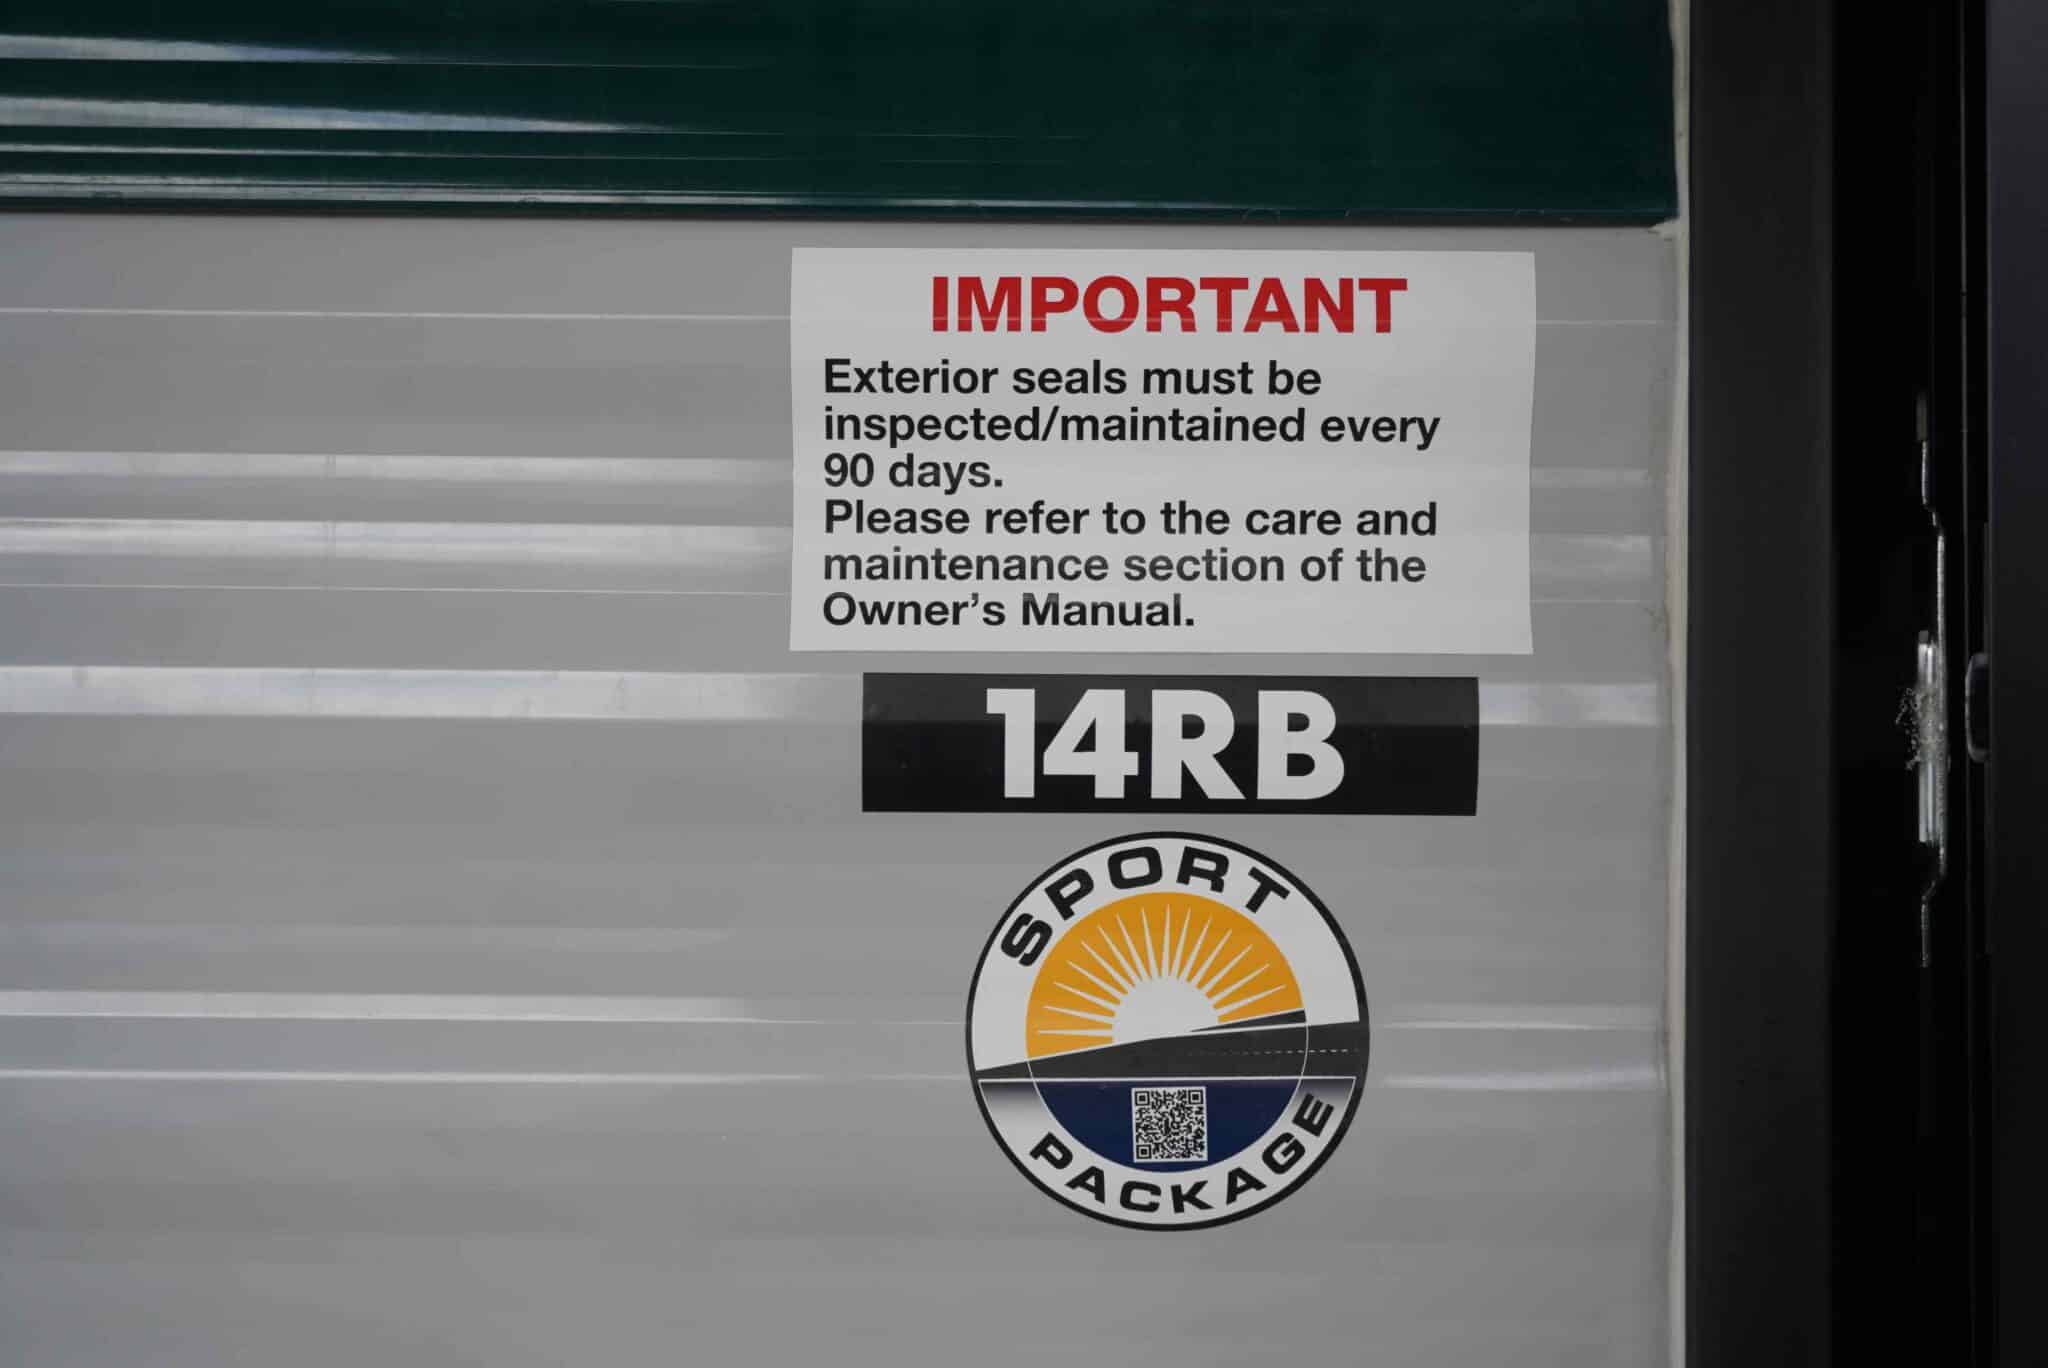 IMPORTANT
Exterior seals must be
inspected/maintained every
90 days.
Please refer to the care and
maintenance section of the
Owner’s Manual.
14RB
SPORT
PACKAGE